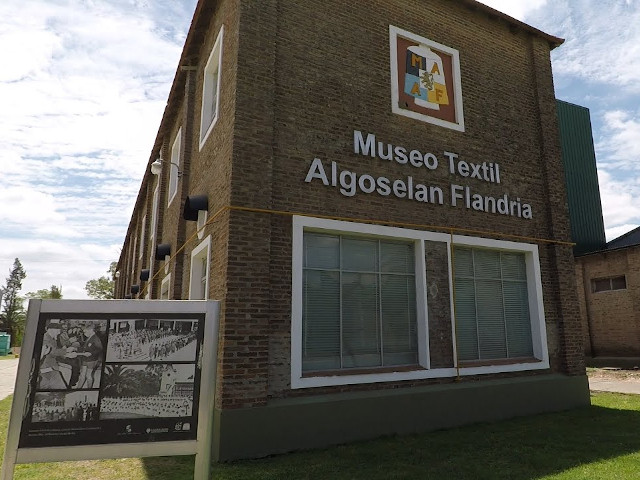 M A
A F
Museo Textil
Algoselan Flandria